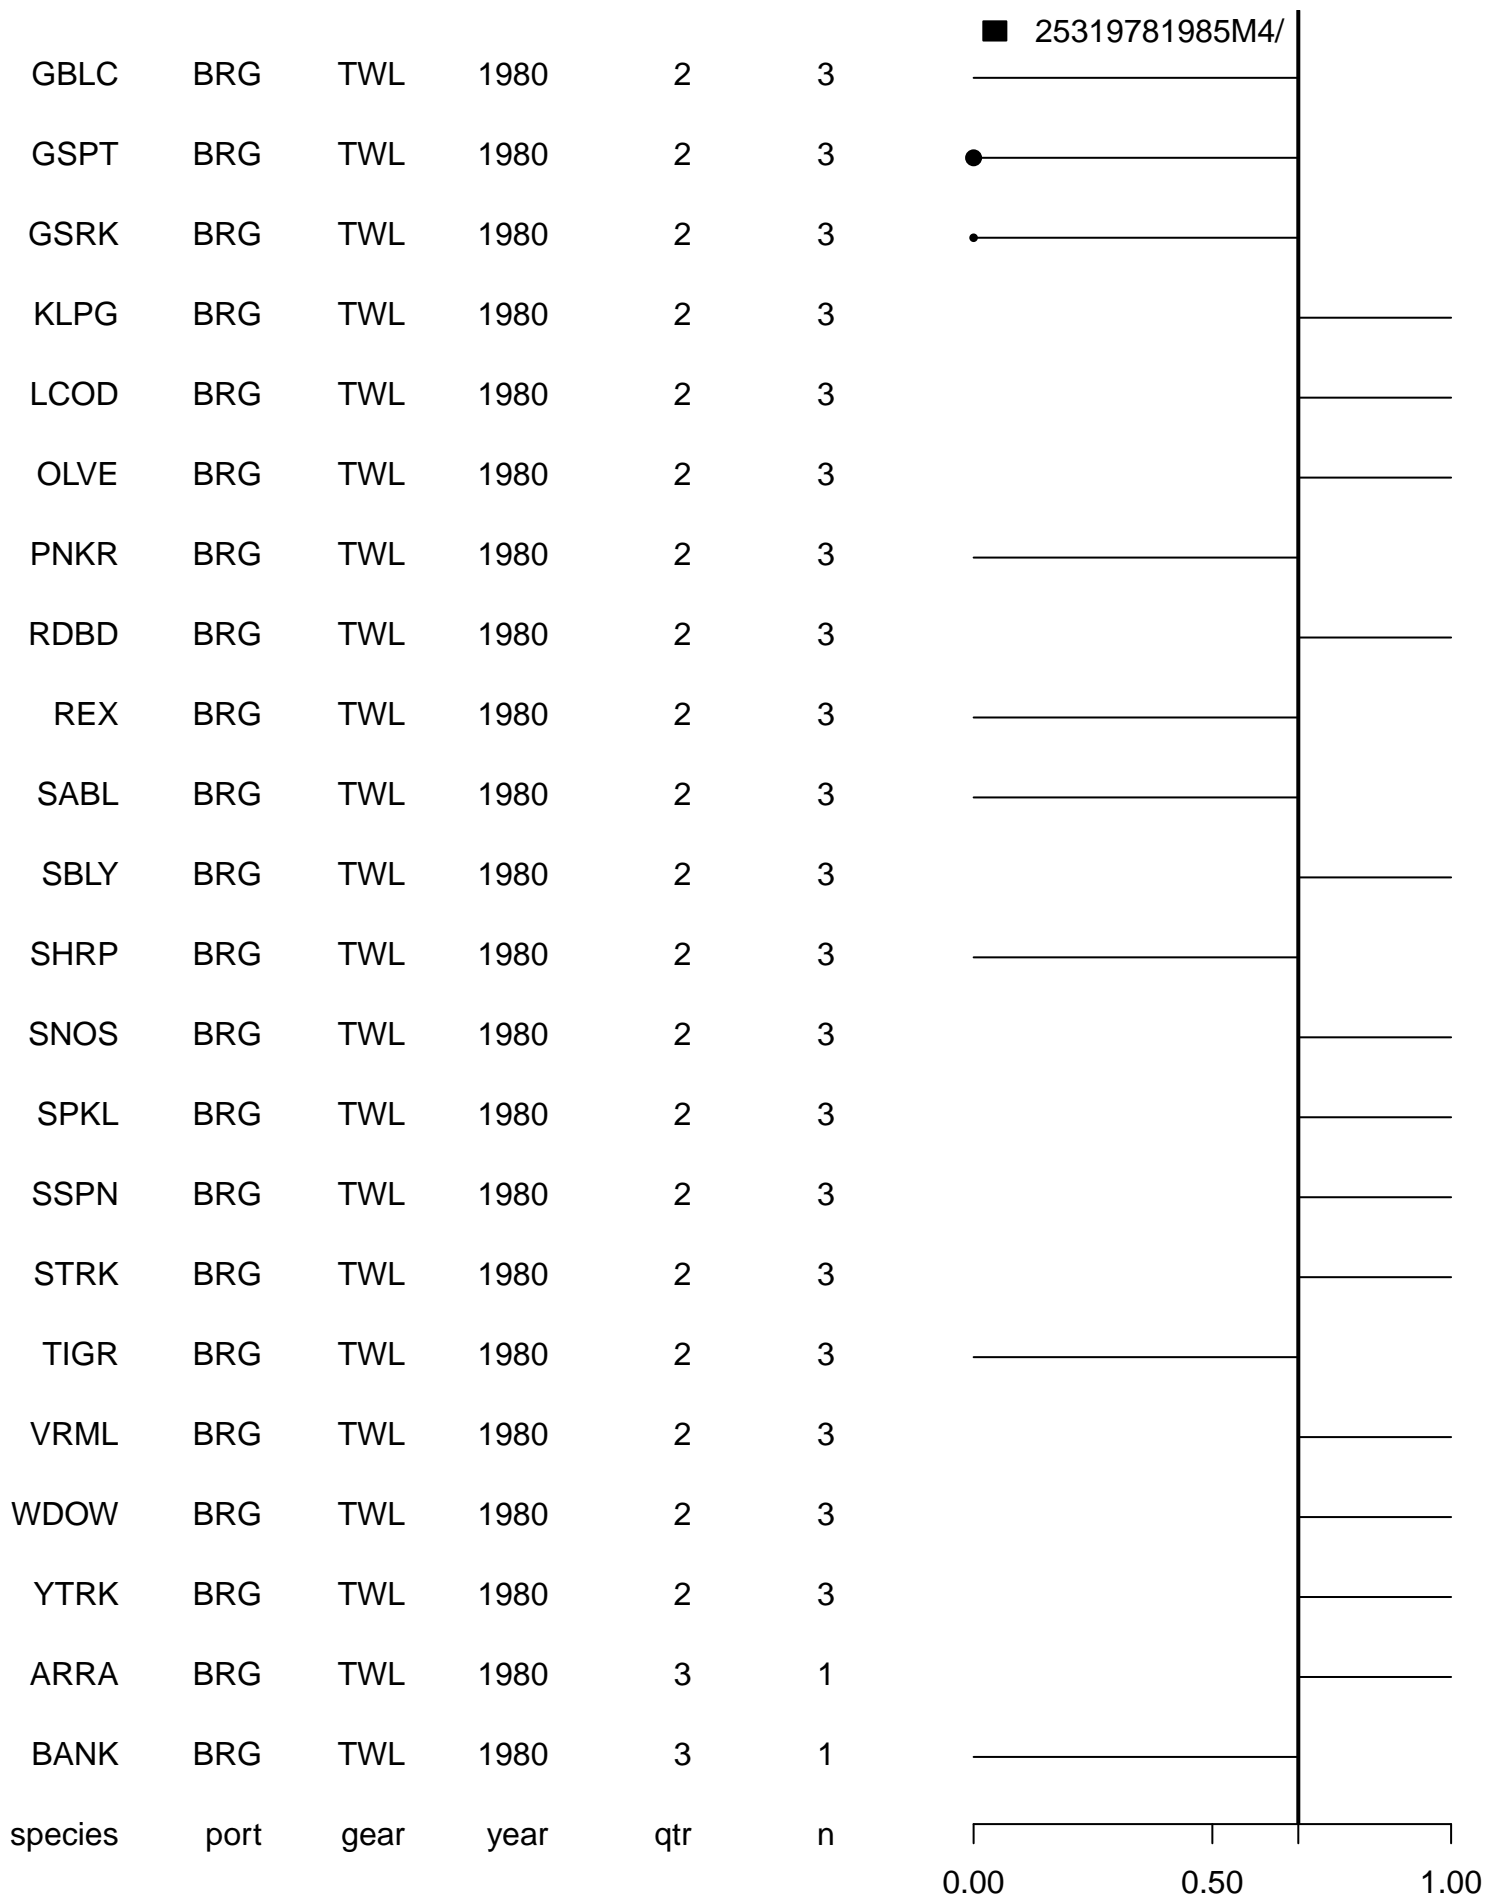 25319781985M4/
GBLC BRG TWL 1980 2 3
GSPT BRG TWL 1980 2 3
GSRK BRG TWL 1980 2 3
KLPG BRG TWL 1980 2 3
LCOD BRG TWL 1980 2 3
OLVE BRG TWL 1980 2 3
PNKR BRG TWL 1980 2 3
RDBD BRG TWL 1980 2 3
REX BRG TWL 1980 2 3
SABL BRG TWL 1980 2 3
SBLY BRG TWL 1980 2 3
SHRP BRG TWL 1980 2 3
SNOS BRG TWL 1980 2 3
SPKL BRG TWL 1980 2 3
SSPN BRG TWL 1980 2 3
STRK BRG TWL 1980 2 3
TIGR BRG TWL 1980 2 3
VRML BRG TWL 1980 2 3
WDOW BRG TWL 1980 2 3
YTRK BRG TWL 1980 2 3
ARRA BRG TWL 1980 3 1
BANK BRG TWL 1980 3 1
species port gear year qtr n
0.00 0.50 1.00